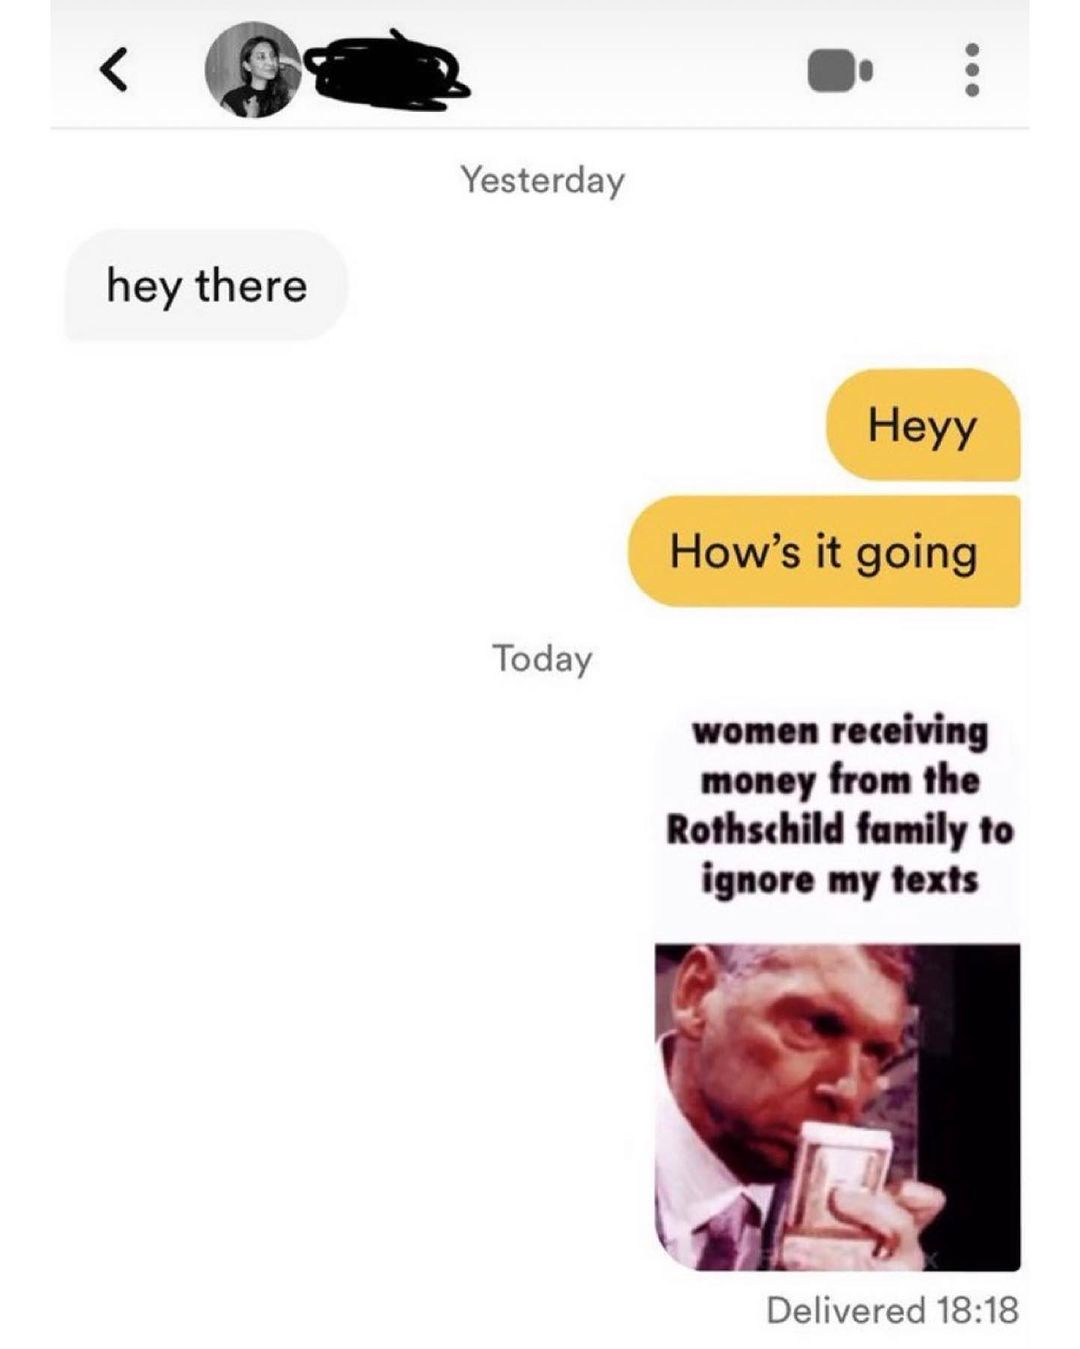 Yesterday
hey there
Heyy
How's it going
Today
women receiving
money from the
Rothschild family to
ignore my texts
Delivered 18:18